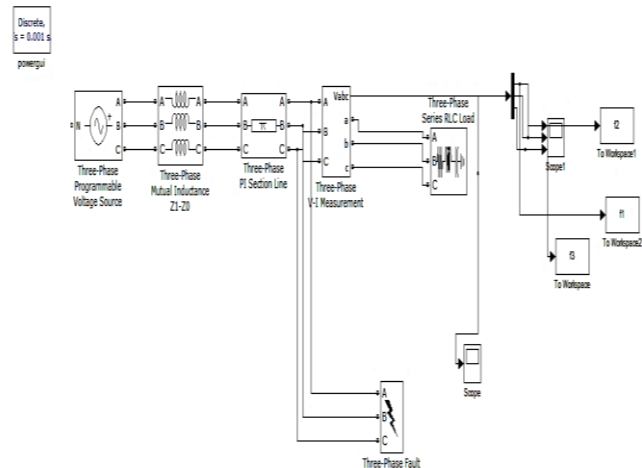 Discrete,
s = 0.001 s
powergui
N
A
B
C
Three-Phase
Programmable
Voltage Source
A
B
C
A
B
C
Three-Phase
Mutual Inductance
Z1-Z0
A
B
C
A
B
C
Three-Phase
PI Section Line
A
B
C
Vabc
a
b
c
Three-Phase
V-I Measurement
Three-Phase
Series RLC Load
A
B
C
Scope1
f2
To Workspace1
f1
To Workspace2
f3
To Workspace
Scope
A
B
C
Three-Phase Fault